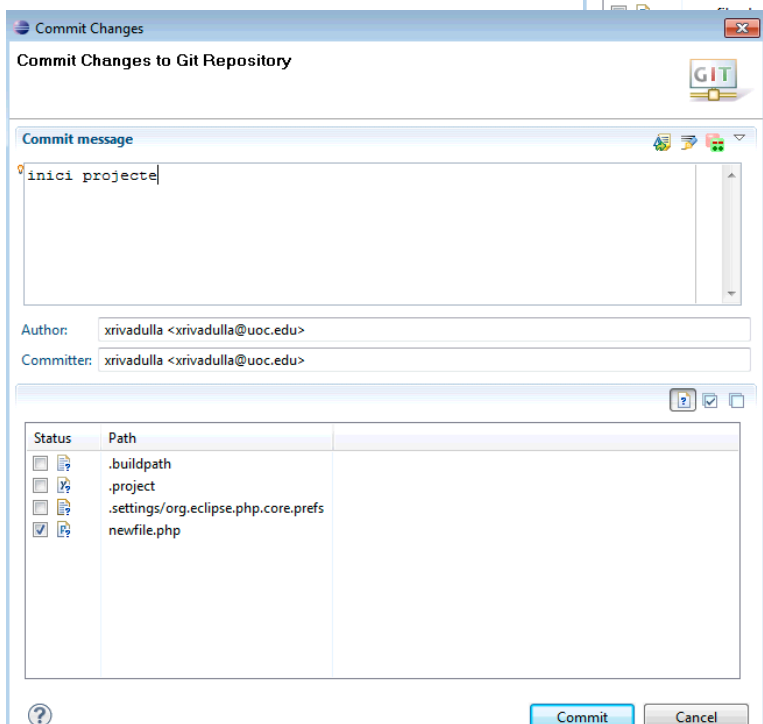 Commit Changes
Commit Changes to Git Repository
GIT
Commit message
inici projecte
Author: xrivadulla <xrivadulla@uoc.edu>
Committer: xrivadulla <xrivadulla@uoc.edu>
Status Path
.buildpath
.project
.settings/org.eclipse.php.core.prefs
newfile.php
Commit Cancel